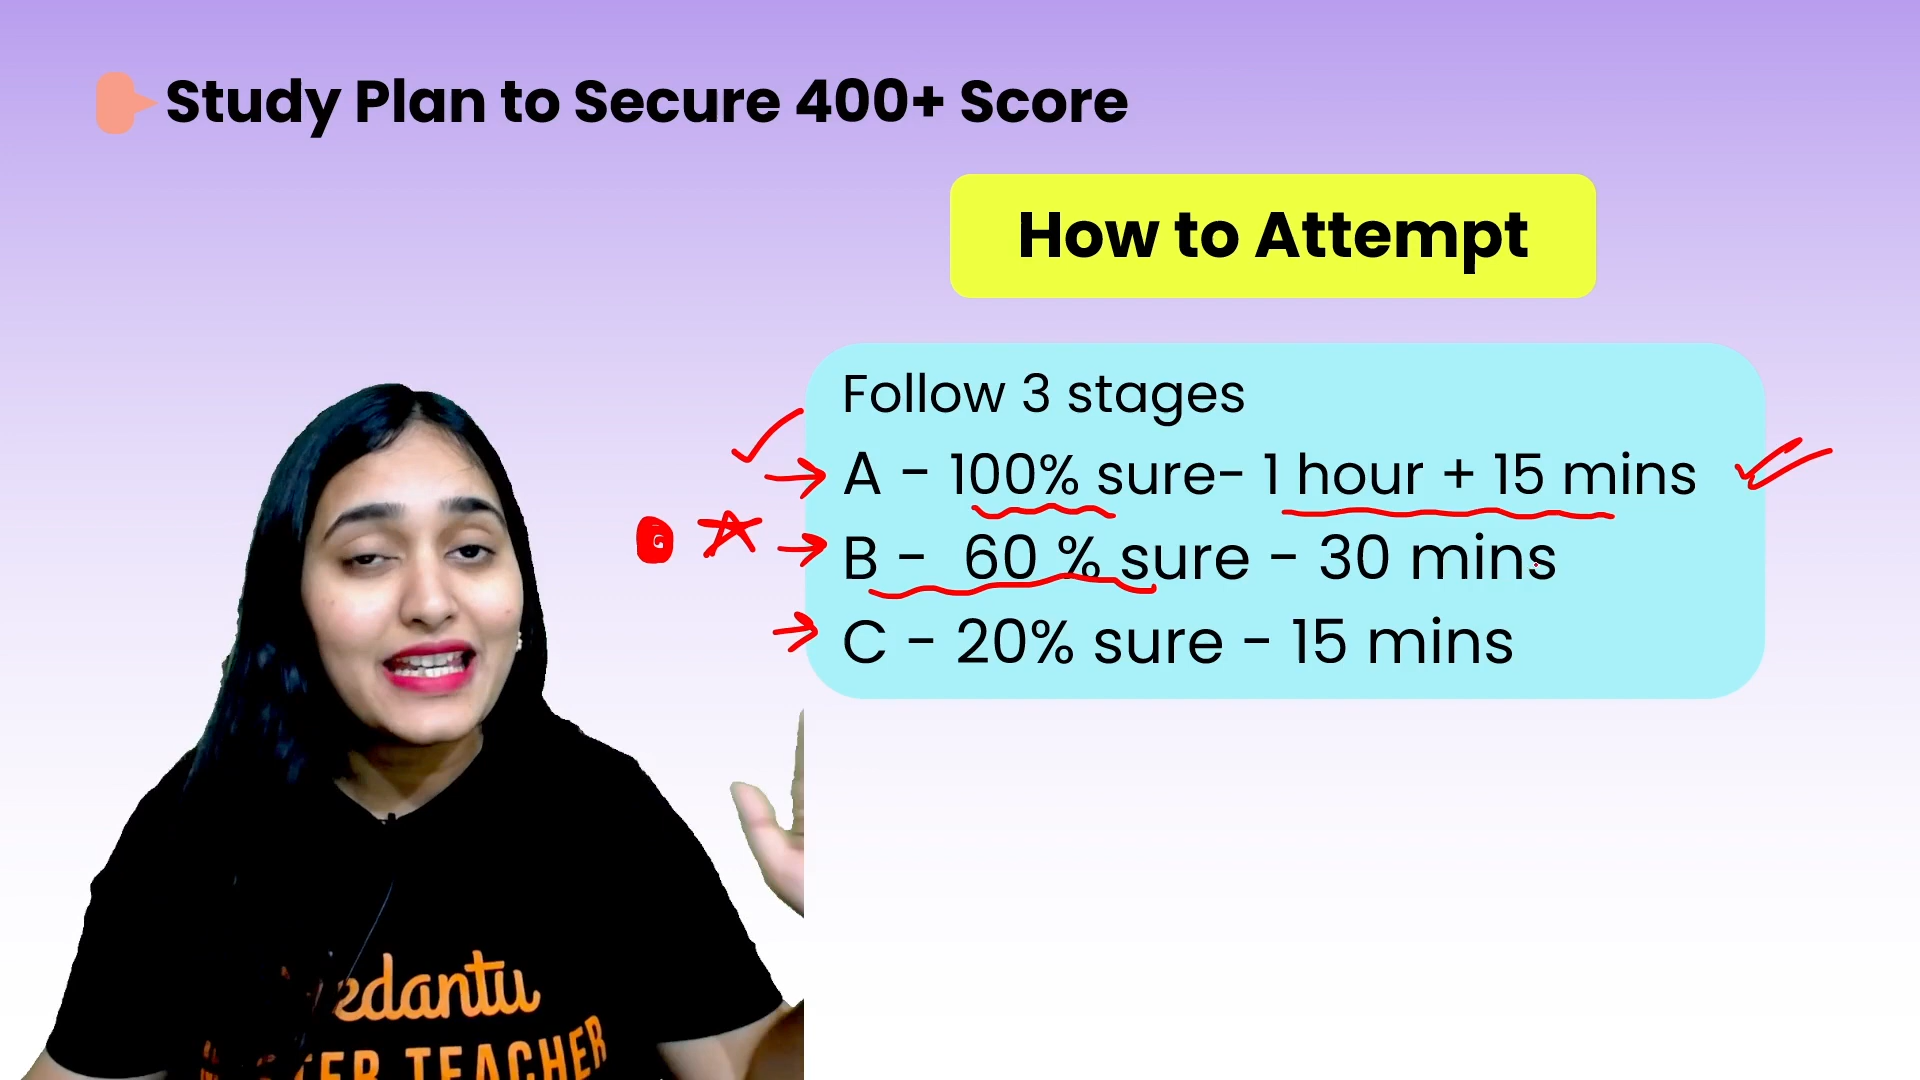 Study Plan to Secure 400+ Score
How to Attempt
Follow 3 stages
A - 100% sure- 1 hour + 15 mins
B - 60 % sure - 30 mins
C - 20% sure - 15 mins
edantu
TEACHER